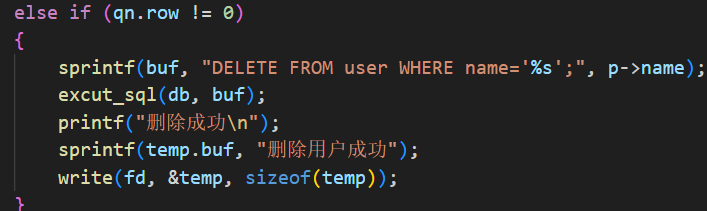 else if (qn.row != 0)
{
sprintf(buf, "DELETE FROM user WHERE name='%s';", p->name);
excut_sql(db, buf);
printf("删除成功\n");
sprintf(temp.buf, "删除用户成功");
write(fd, &temp, sizeof(temp));
}